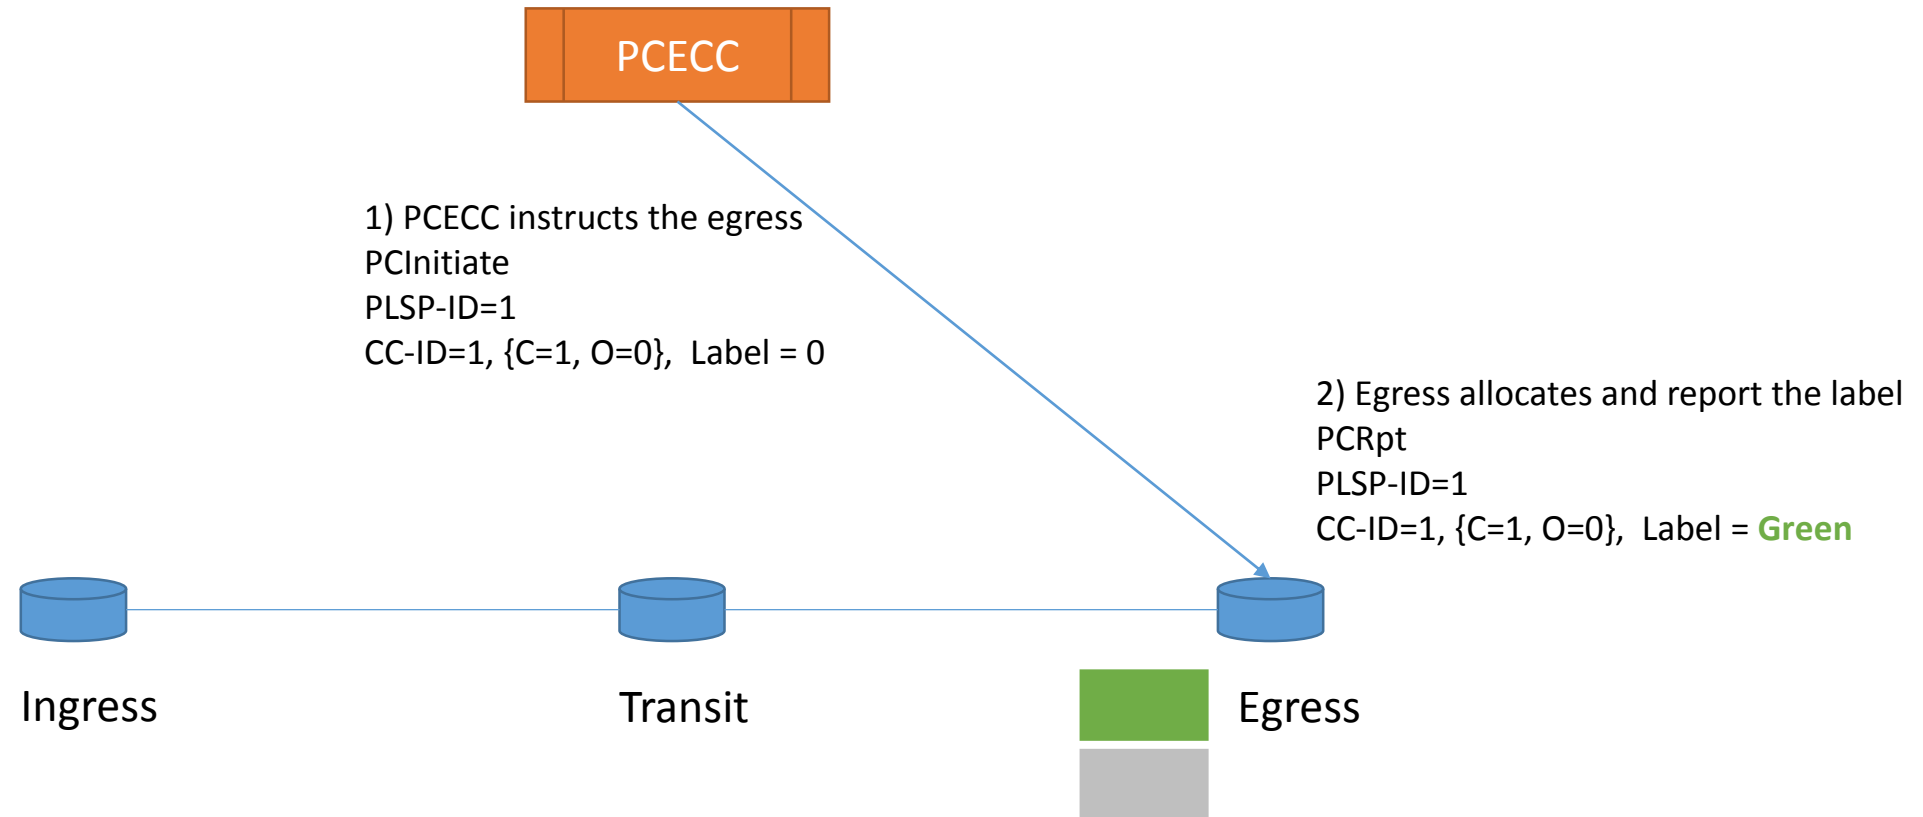 PCECC
1) PCECC instructs the egress
PCInitiate
PLSP-ID=1
CC-ID=1, {C=1, O=0}, Label = 0
2) Egress allocates and report the label
PCRpt
PLSP-ID=1
CC-ID=1, {C=1, O=0}, Label = Green
Ingress
Transit
Egress